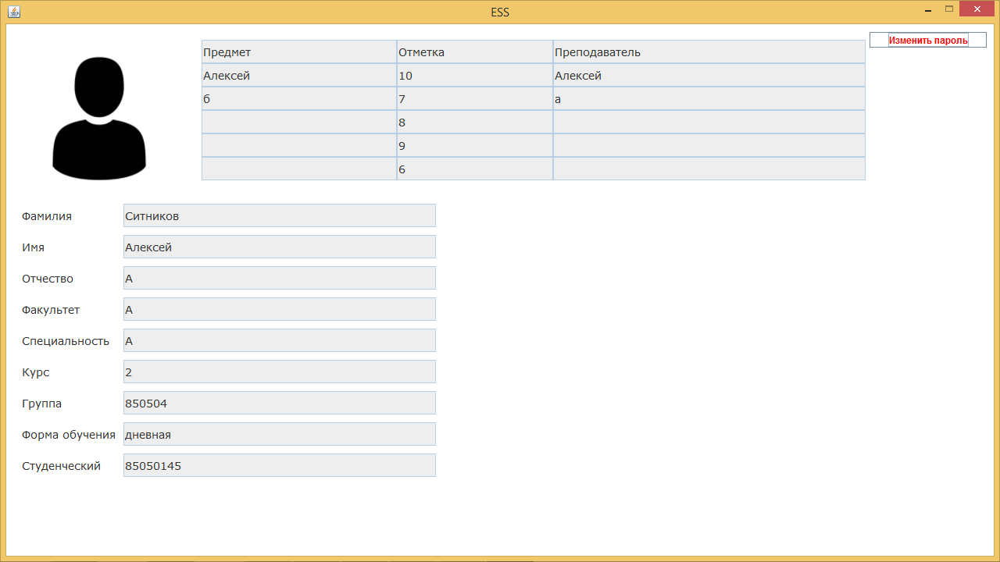 ESS
Изменить пароль
Предмет Отметка Преподаватель
Алексей 10 Алексей
б 7 а
8
9
6
Фамилия Ситников
Имя Алексей
Отчество А
Факультет А
Специальность А
Курс 2
Группа 850504
Форма обучения дневная
Студенческий 85050145